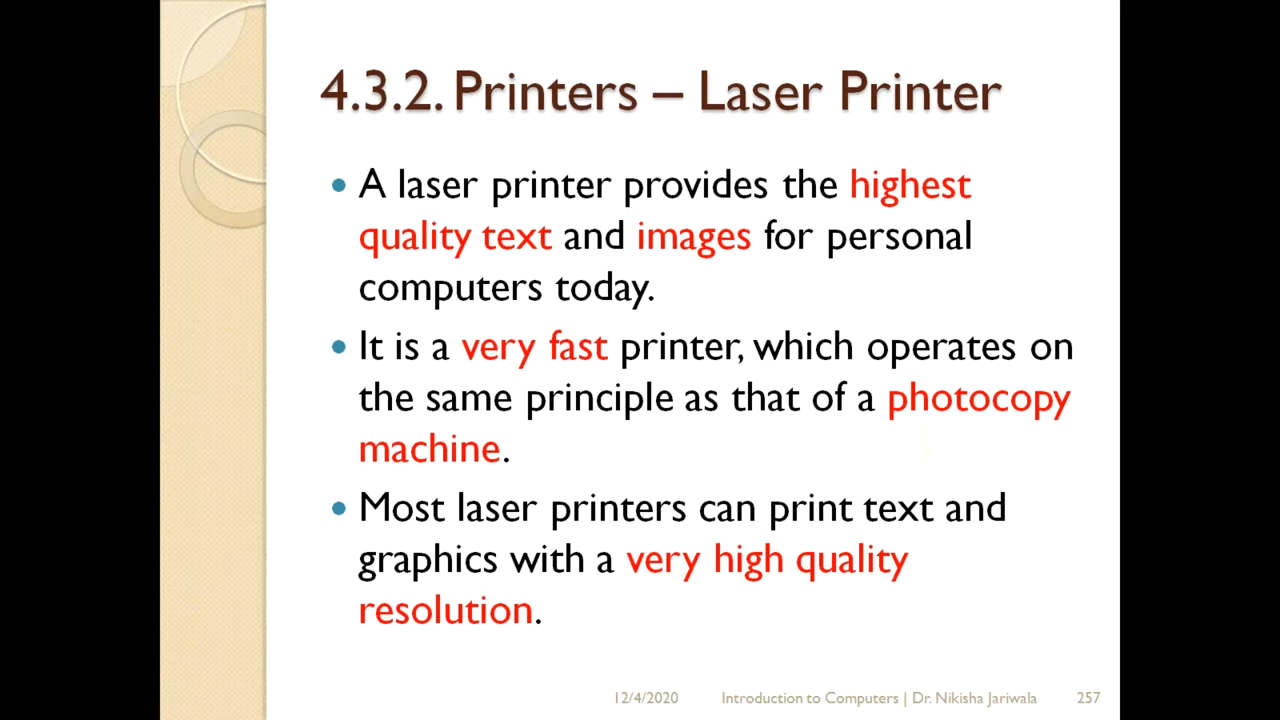 4.3.2. Printers – Laser Printer
• A laser printer provides the highest
quality text and images for personal
computers today.
• It is a very fast printer, which operates on
the same principle as that of a photocopy
machine.
• Most laser printers can print text and
graphics with a very high quality
resolution.
12/4/2020 Introduction to Computers | Dr. Nikisha Jariwala 257